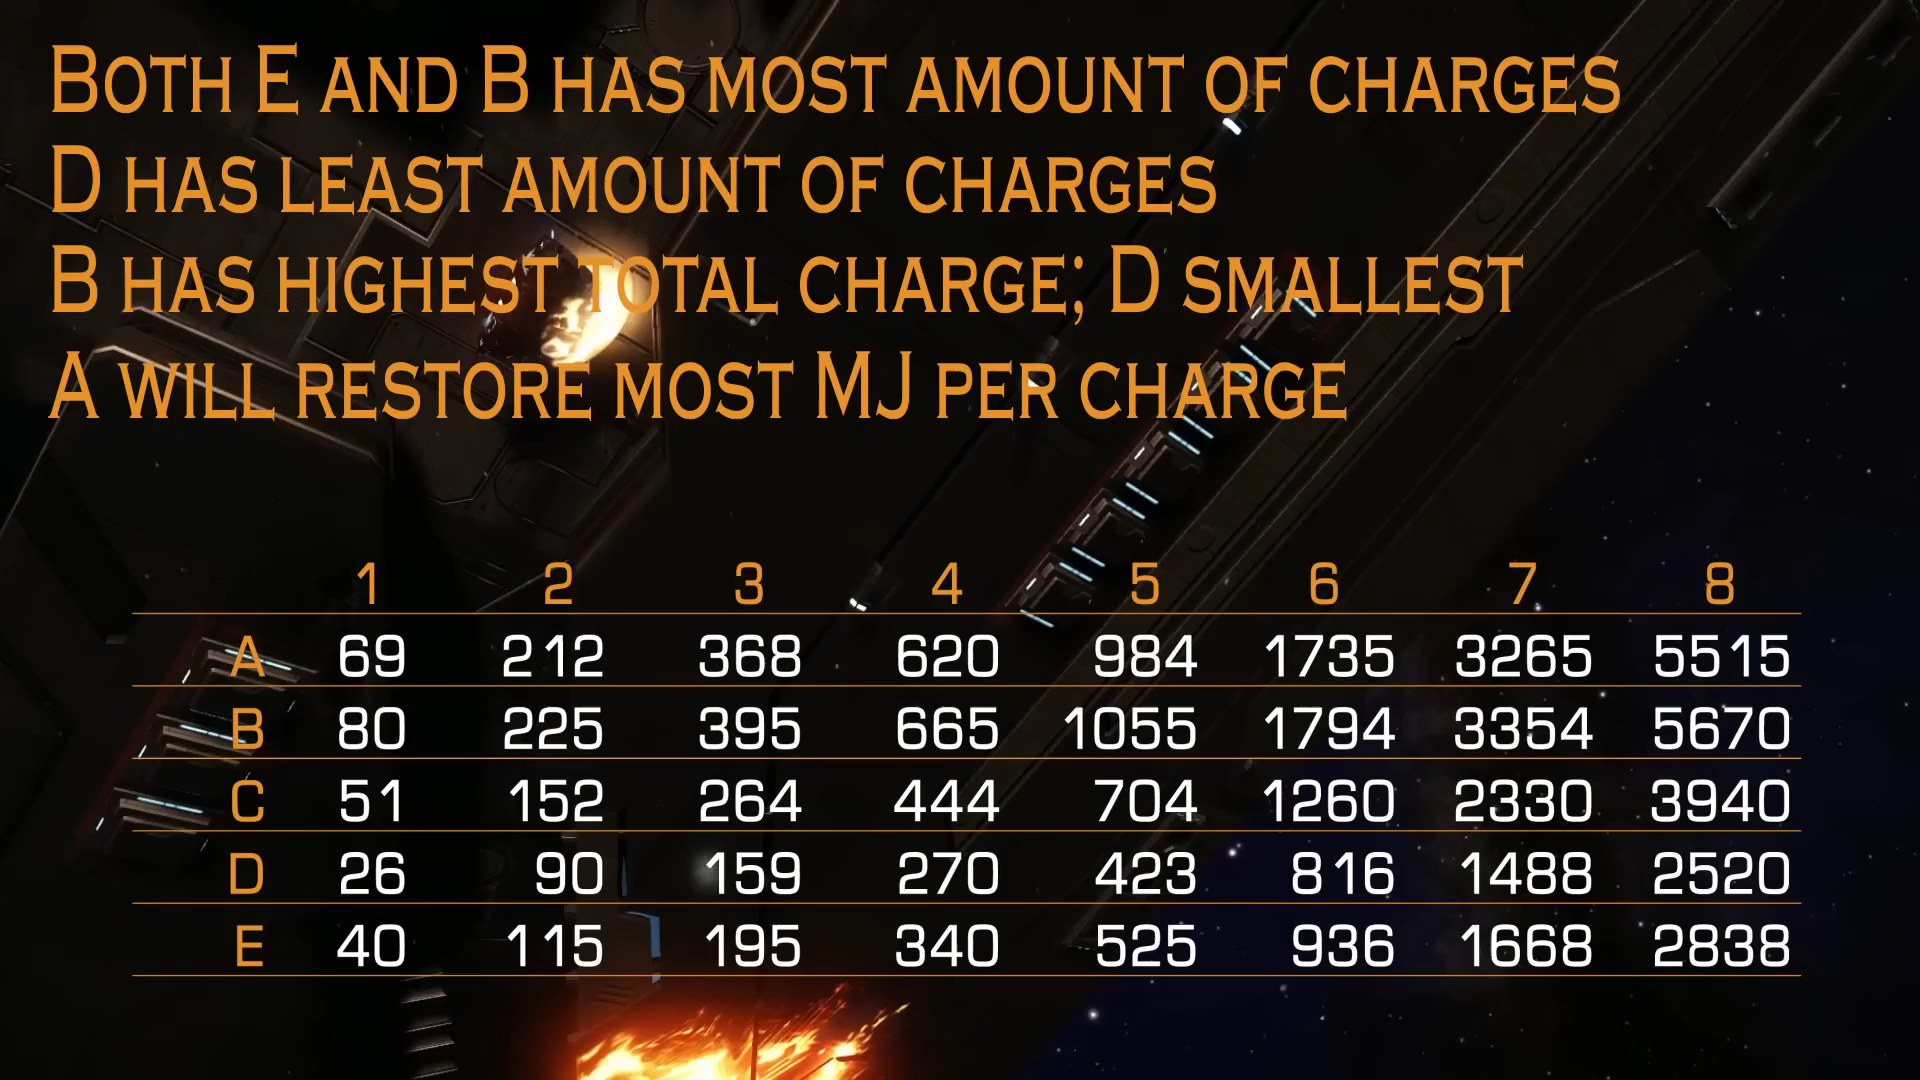 Both E and B has most amount of charges
D has least amount of charges
B has highest total charge; D smallest
A will restore most MJ per charge
1 2 3 4 5 6 7 8
A 69 212 368 620 984 1735 3265 5515
B 80 225 395 665 1055 1794 3354 5670
C 51 152 264 444 704 1260 2330 3940
D 26 90 159 270 423 816 1488 2520
E 40 115 195 340 525 936 1668 2838